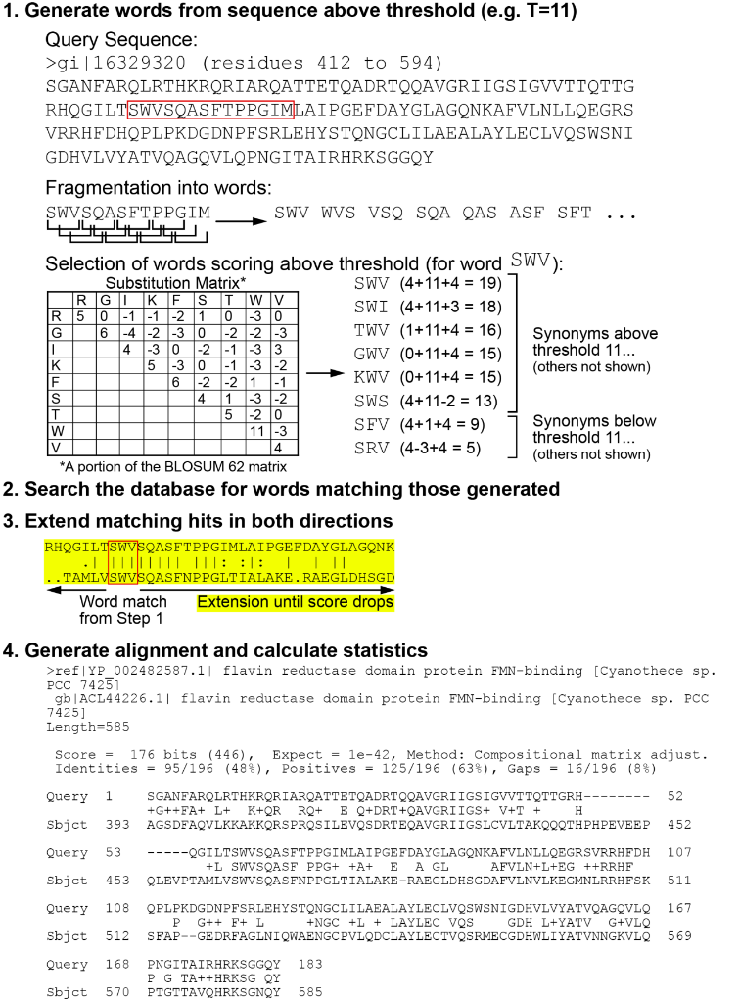 1. Generate words from sequence above threshold (e.g. T=11)
Query Sequence:
>gi|16329320 (residues 412 to 594)
SGANFARQLRTHKRQRIARQATTETQADRTQQAVGRIIGSIGVVTTQTTG
RHQGILTSWVSQASFTPPGIMLAIPGEFDAYGLAGQNKAFVLNLLQEGRS
VRRHFDHQPLPKDGDNPFSRLEHYSTQNGCLILAEALAYLECLVQSWSNI
GDHVLVYATVQAGQVLQPNGITAIRHRKSGGQY
Fragmentation into words:
SWVSQASFTPPGIM SWV WVS VSQ SQA QAS ASF SFT ...
Selection of words scoring above threshold (for word SWV):
Substitution Matrix*
R G I K F S T W V
R 5 0 -1 -1 -2 1 0 -3 0
G 6 -4 -2 -3 0 -2 -2 -3
I 4 -3 0 -2 -1 -3 3
K 5 -3 0 -1 -3 -2
F 6 -2 -2 1 -1
S 4 1 -3 -2
T 5 -2 0
W 11 -3
V 4
*A portion of the BLOSUM 62 matrix
SWV (4+11+4 = 19)
SWI (4+11+3 = 18)
TWV (1+11+4 = 16)
GWV (0+11+4 = 15)
KWV (0+11+4 = 15)
SWS (4+11-2 = 13)
SFV (4+1+4 = 9)
SRV (4-3+4 = 5)
Synonyms above
threshold 11...
(others not shown)
Synonyms below
threshold 11...
(others not shown)
2. Search the database for words matching those generated
3. Extend matching hits in both directions
RHQGILTSWVSQASFTPPGIMLAIPGEFDAYGLAGQNK
.| |||||||| |||: :|: | | ||
..TAMLVSWVSQASFNPPGLTIALAKE.RAEGLDHSGD
Word match
from Step 1
Extension until score drops
4. Generate alignment and calculate statistics
>ref|YP_002482587.1| flavin reductase domain protein FMN-binding [Cyanothece sp.
PCC 7425]
gb|ACL44226.1| flavin reductase domain protein FMN-binding [Cyanothece sp. PCC
7425]
Length=585
Score = 176 bits (446), Expect = 1e-42, Method: Compositional matrix adjust.
Identities = 95/196 (48%), Positives = 125/196 (63%), Gaps = 16/196 (8%)
Query 1 SGANFARQLRTHKRQRIARQATTETQADRTQQAVGRIIGSIGVVTTQTTGRH-------- 52
+G++FA+ L+ K+QR RQ+ E Q+DRT+QAVGRIIGS+ V+T + H
Sbjct 393 AGSDFAQVLKKAKKQRSPRQSILEVQSDRTEQAVGRIIGSLCVLTAKQQQTHPHPEVEEP 452
Query 53 -----QGILTSWVSQASFTPPGIMLAIPGEFDAYGLAGQNKAFVLNLLQEGRSVRRHFDH 107
+L SWVSQASF PPG+ +A+ E A GL AFVLN+L+EG ++RRHF
Sbjct 453 QLEVPTAMLVSWVSQASFNPPGLTIALAKE-RAEGLDHSGDAFVLNVLKEGMNLRRHFSK 511
Query 108 QPLPKDGDNPFSRLEHYSTQNGCLILAEALAYLECLVQSWSNIGDHVLVYATVQAGQVLQ 167
P G++ F+ L +NGC +L + LAYLEC VQS GDH L+YATV G+VLQ
Sbjct 512 SFAP--GEDRFAGLNIQWAENGCPVLQDCLAYLECTVQSRMECGDHWLIYATVNNGKVLQ 569
Query 168 PNGITAIRHRKSGGQY 183
P G TA++HRKSG QY
Sbjct 570 PTGTTAVQHRKSGNQY 585